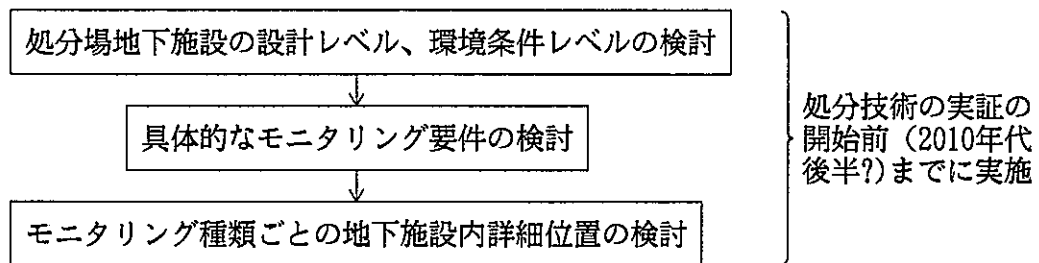 処分場地下施設の設計レベル、環境条件レベルの検討
具体的なモニタリング要件の検討
モニタリング種類ごとの地下施設内詳細位置の検討
処分技術の実証の
開始前（2010年代
後半?）までに実施